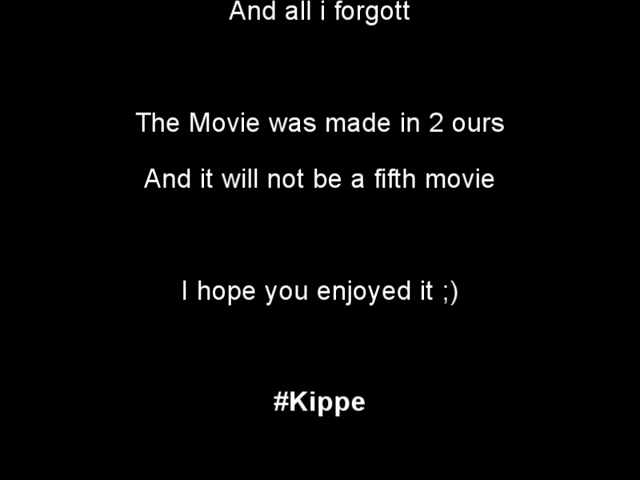 And all i forgott
The Movie was made in 2 ours
And it will not be a fifth movie
I hope you enjoyed it ;)
#Kippe